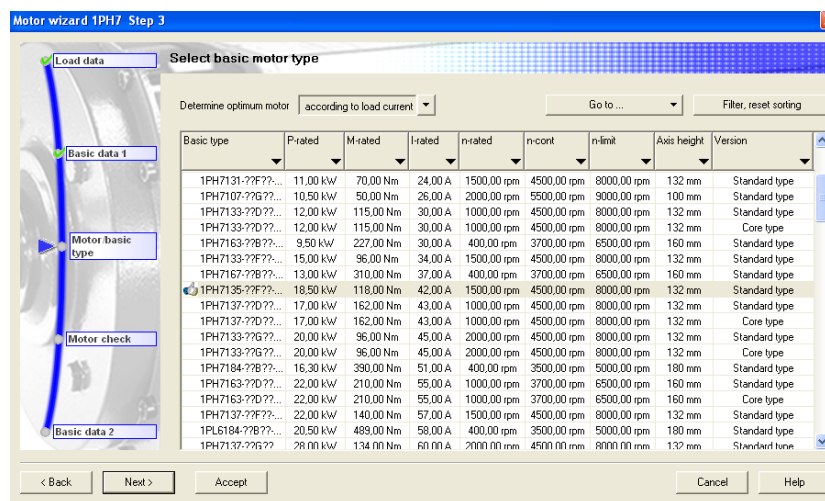 Motor wizard 1PH7 Step 3
Load data
Basic data 1
Motor/basic type
Motor check
Basic data 2
Select basic motor type
Determine optimum motor according to load current Go to ... Filter, reset sorting
Basic type P-rated M-rated I-rated n-rated n-cont n-limit Axis height Version
1PH7131-??F??-... 11,00 kW 70,00 Nm 24,00 A 1500,00 rpm 4500,00 rpm 8000,00 rpm 132 mm Standard type
1PH7107-??G??... 10,50 kW 50,00 Nm 26,00 A 2000,00 rpm 5500,00 rpm 9000,00 rpm 100 mm Standard type
1PH7133-??D??... 12,00 kW 115,00 Nm 30,00 A 1000,00 rpm 4500,00 rpm 8000,00 rpm 132 mm Standard type
1PH7133-??D??... 12,00 kW 115,00 Nm 30,00 A 1000,00 rpm 4500,00 rpm 8000,00 rpm 132 mm Core type
1PH7163-??B??-... 9,50 kW 227,00 Nm 30,00 A 400,00 rpm 3700,00 rpm 6500,00 rpm 160 mm Standard type
1PH7133-??F??-... 15,00 kW 96,00 Nm 34,00 A 1500,00 rpm 4500,00 rpm 8000,00 rpm 132 mm Standard type
1PH7167-??B??-... 13,00 kW 310,00 Nm 37,00 A 400,00 rpm 3700,00 rpm 6500,00 rpm 160 mm Standard type
1PH7135-??F??-... 18,50 kW 118,00 Nm 42,00 A 1500,00 rpm 4500,00 rpm 8000,00 rpm 132 mm Standard type
1PH7137-??D??... 17,00 kW 162,00 Nm 43,00 A 1000,00 rpm 4500,00 rpm 8000,00 rpm 132 mm Standard type
1PH7137-??D??... 17,00 kW 162,00 Nm 43,00 A 1000,00 rpm 4500,00 rpm 8000,00 rpm 132 mm Core type
1PH7133-??G??... 20,00 kW 96,00 Nm 45,00 A 2000,00 rpm 4500,00 rpm 8000,00 rpm 132 mm Standard type
1PH7133-??G??... 20,00 kW 96,00 Nm 45,00 A 2000,00 rpm 4500,00 rpm 8000,00 rpm 132 mm Core type
1PH7184-??B??-... 16,30 kW 390,00 Nm 51,00 A 400,00 rpm 3500,00 rpm 5000,00 rpm 180 mm Standard type
1PH7163-??D??... 22,00 kW 210,00 Nm 55,00 A 1000,00 rpm 3700,00 rpm 6500,00 rpm 160 mm Standard type
1PH7163-??D??... 22,00 kW 210,00 Nm 55,00 A 1000,00 rpm 3700,00 rpm 6500,00 rpm 160 mm Core type
1PH7137-??F??-... 22,00 kW 140,00 Nm 57,00 A 1500,00 rpm 4500,00 rpm 8000,00 rpm 132 mm Standard type
1PL6184-??B??-... 20,50 kW 489,00 Nm 58,00 A 400,00 rpm 3500,00 rpm 5000,00 rpm 180 mm Standard type
1PH7137-??G?? 28,00 kW 134,00 Nm 60,00 A 2000,00 rpm 4500,00 rpm 8000,00 rpm 132 mm Standard type
< Back Next > Accept Cancel Help